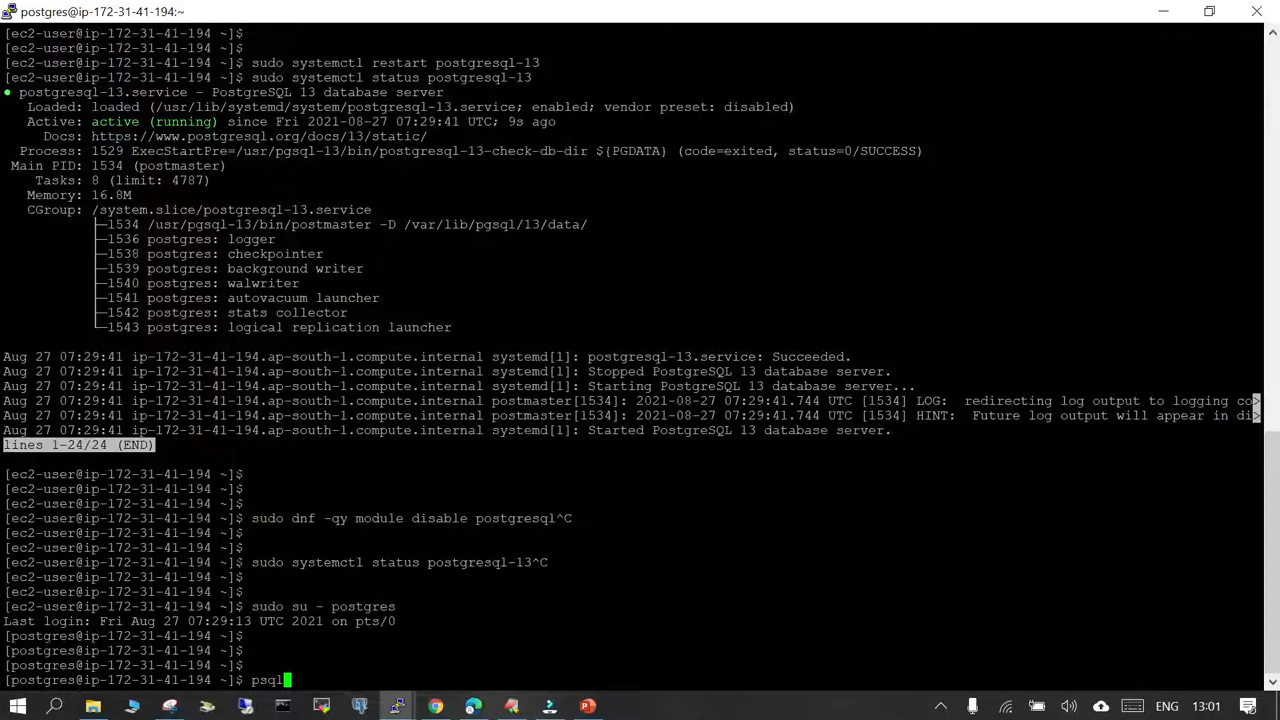 postgres@ip-172-31-41-194:~
[ec2-user@ip-172-31-41-194 ~]$
[ec2-user@ip-172-31-41-194 ~]$
[ec2-user@ip-172-31-41-194 ~]$ sudo systemctl restart postgresql-13
[ec2-user@ip-172-31-41-194 ~]$ sudo systemctl status postgresql-13
● postgresql-13.service - PostgreSQL 13 database server
Loaded: loaded (/usr/lib/systemd/system/postgresql-13.service; enabled; vendor preset: disabled)
Active: active (running) since Fri 2021-08-27 07:29:41 UTC; 9s ago
Docs: https://www.postgresql.org/docs/13/static/
Process: 1529 ExecStartPre=/usr/pgsql-13/bin/postgresql-13-check-db-dir ${PGDATA} (code=exited, status=0/SUCCESS)
Main PID: 1534 (postmaster)
Tasks: 8 (limit: 4787)
Memory: 16.8M
CGroup: /system.slice/postgresql-13.service
├─1534 /usr/pgsql-13/bin/postmaster -D /var/lib/pgsql/13/data/
├─1536 postgres: logger
├─1538 postgres: checkpointer
├─1539 postgres: background writer
├─1540 postgres: walwriter
├─1541 postgres: autovacuum launcher
├─1542 postgres: stats collector
└─1543 postgres: logical replication launcher
Aug 27 07:29:41 ip-172-31-41-194.ap-south-1.compute.internal systemd[1]: postgresql-13.service: Succeeded.
Aug 27 07:29:41 ip-172-31-41-194.ap-south-1.compute.internal systemd[1]: Stopped PostgreSQL 13 database server.
Aug 27 07:29:41 ip-172-31-41-194.ap-south-1.compute.internal systemd[1]: Starting PostgreSQL 13 database server...
Aug 27 07:29:41 ip-172-31-41-194.ap-south-1.compute.internal postmaster[1534]: 2021-08-27 07:29:41.744 UTC [1534] LOG:  redirecting log output to logging co>
Aug 27 07:29:41 ip-172-31-41-194.ap-south-1.compute.internal postmaster[1534]: 2021-08-27 07:29:41.744 UTC [1534] HINT:  Future log output will appear in di>
Aug 27 07:29:41 ip-172-31-41-194.ap-south-1.compute.internal systemd[1]: Started PostgreSQL 13 database server.
lines 1-24/24 (END)
[ec2-user@ip-172-31-41-194 ~]$
[ec2-user@ip-172-31-41-194 ~]$
[ec2-user@ip-172-31-41-194 ~]$
[ec2-user@ip-172-31-41-194 ~]$ sudo dnf -qy module disable postgresql^C
[ec2-user@ip-172-31-41-194 ~]$
[ec2-user@ip-172-31-41-194 ~]$
[ec2-user@ip-172-31-41-194 ~]$ sudo systemctl status postgresql-13^C
[ec2-user@ip-172-31-41-194 ~]$
[ec2-user@ip-172-31-41-194 ~]$
[ec2-user@ip-172-31-41-194 ~]$ sudo su - postgres
Last login: Fri Aug 27 07:29:13 UTC 2021 on pts/0
[postgres@ip-172-31-41-194 ~]$
[postgres@ip-172-31-41-194 ~]$
[postgres@ip-172-31-41-194 ~]$
[postgres@ip-172-31-41-194 ~]$ psql
ENG 13:01